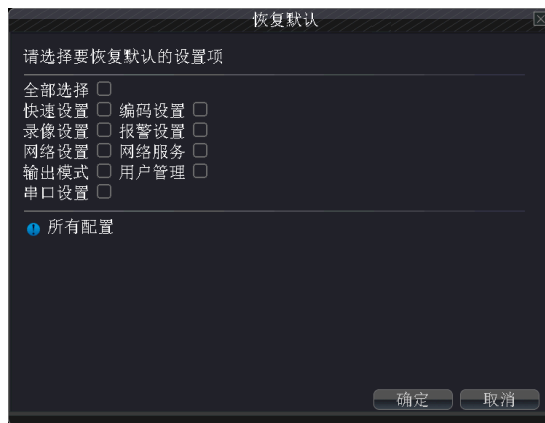 恢复默认
请选择要恢复默认的设置项
全部选择
快速设置 编码设置
录像设置 报警设置
网络设置 网络服务
输出模式 用户管理
串口设置
所有配置
确定 取消